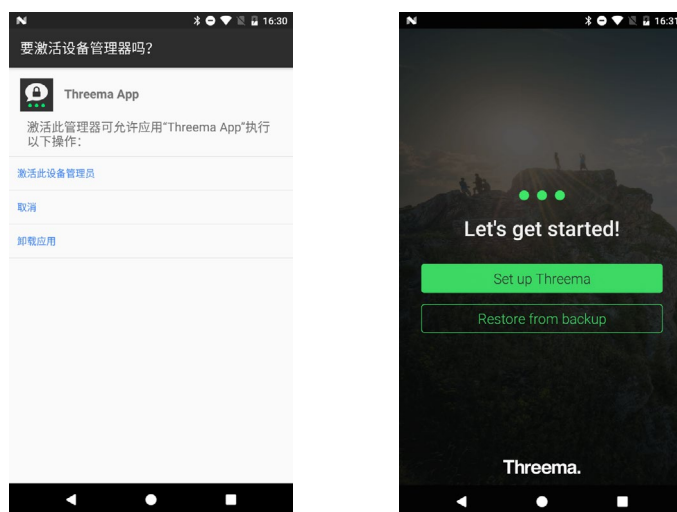 16:30
要激活设备管理器吗？
Threema App
激活此管理器可允许应用“Threema App“执行
以下操作：
激活此设备管理员
取消
卸载应用
16:31
Let's get started!
Set up Threema
Restore from backup
Threema.